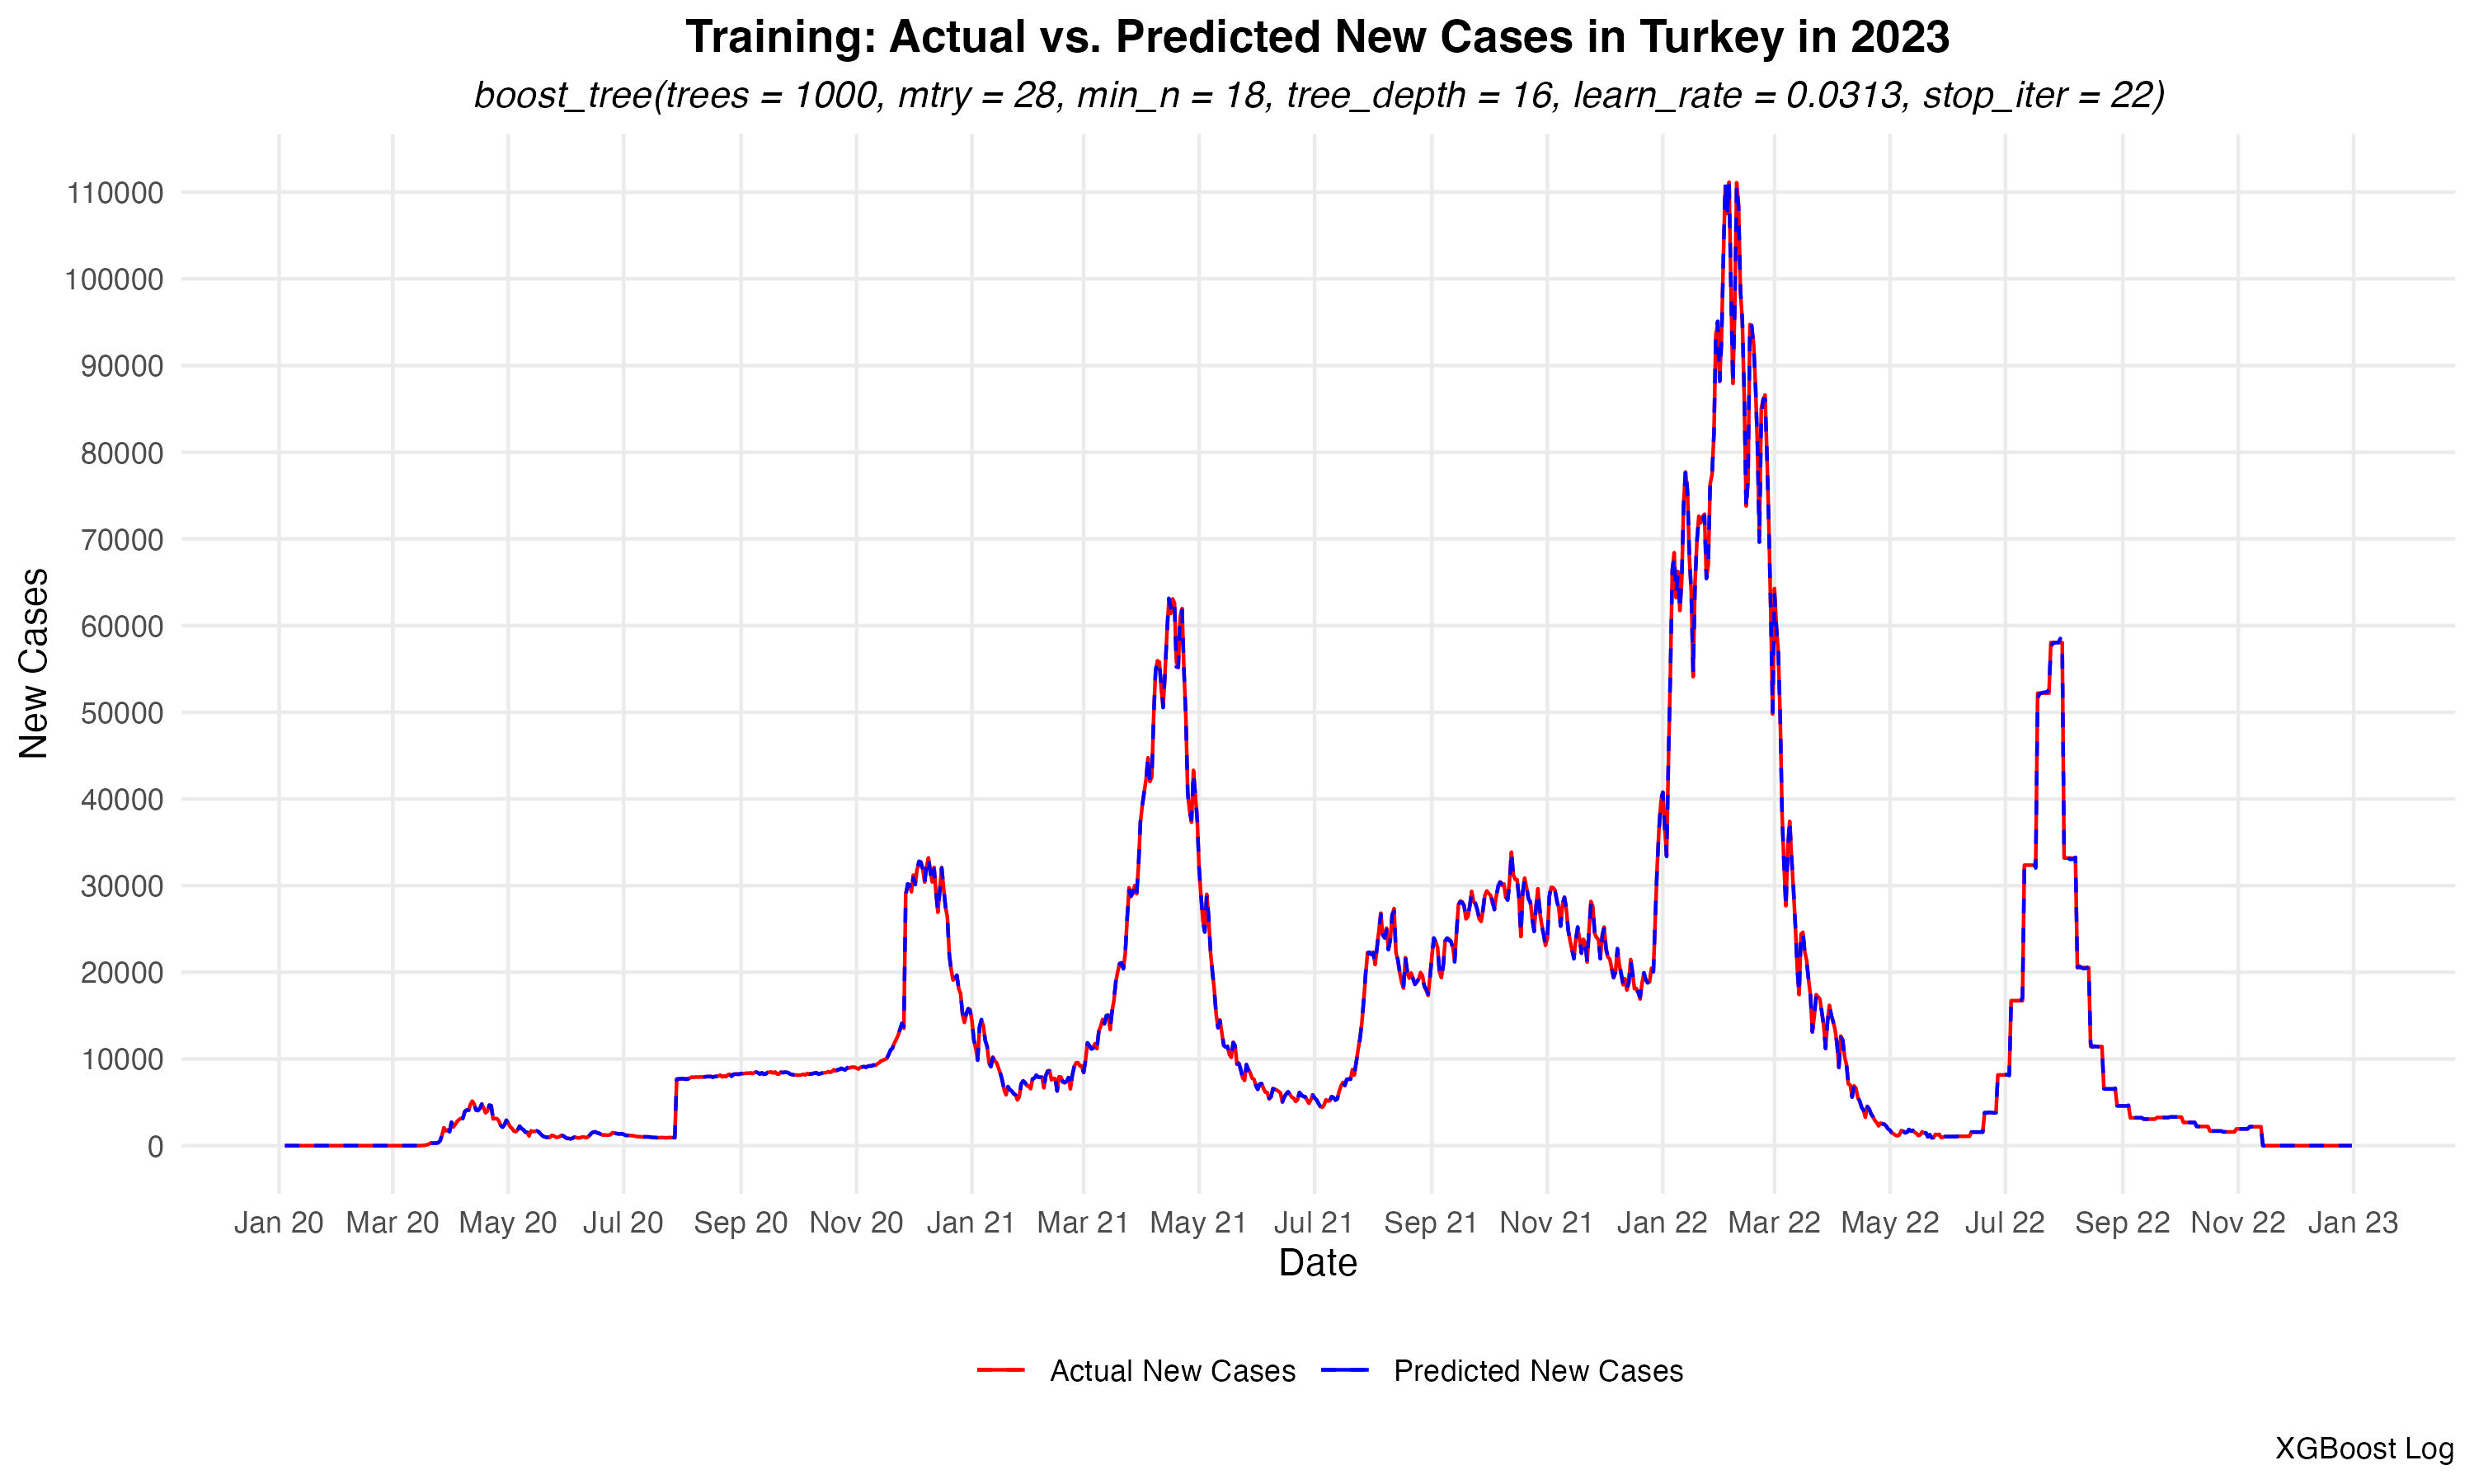 Training: Actual vs. Predicted New Cases in Turkey in 2023
boost_tree(trees = 1000, mtry = 28, min_n = 18, tree_depth = 16, learn_rate = 0.0313, stop_iter = 22)
110000
100000
90000
80000
70000
60000
50000
40000
30000
20000
10000
0
New Cases
Jan 20 Mar 20 May 20 Jul 20 Sep 20 Nov 20 Jan 21 Mar 21 May 21 Jul 21 Sep 21 Nov 21 Jan 22 Mar 22 May 22 Jul 22 Sep 22 Nov 22 Jan 23
Date
Actual New Cases Predicted New Cases
XGBoost Log